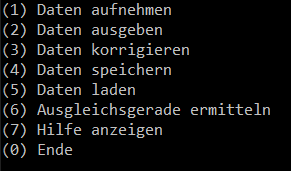 (1) Daten aufnehmen
(2) Daten ausgeben
(3) Daten korrigieren
(4) Daten speichern
(5) Daten laden
(6) Ausgleichsgerade ermitteln
(7) Hilfe anzeigen
(0) Ende